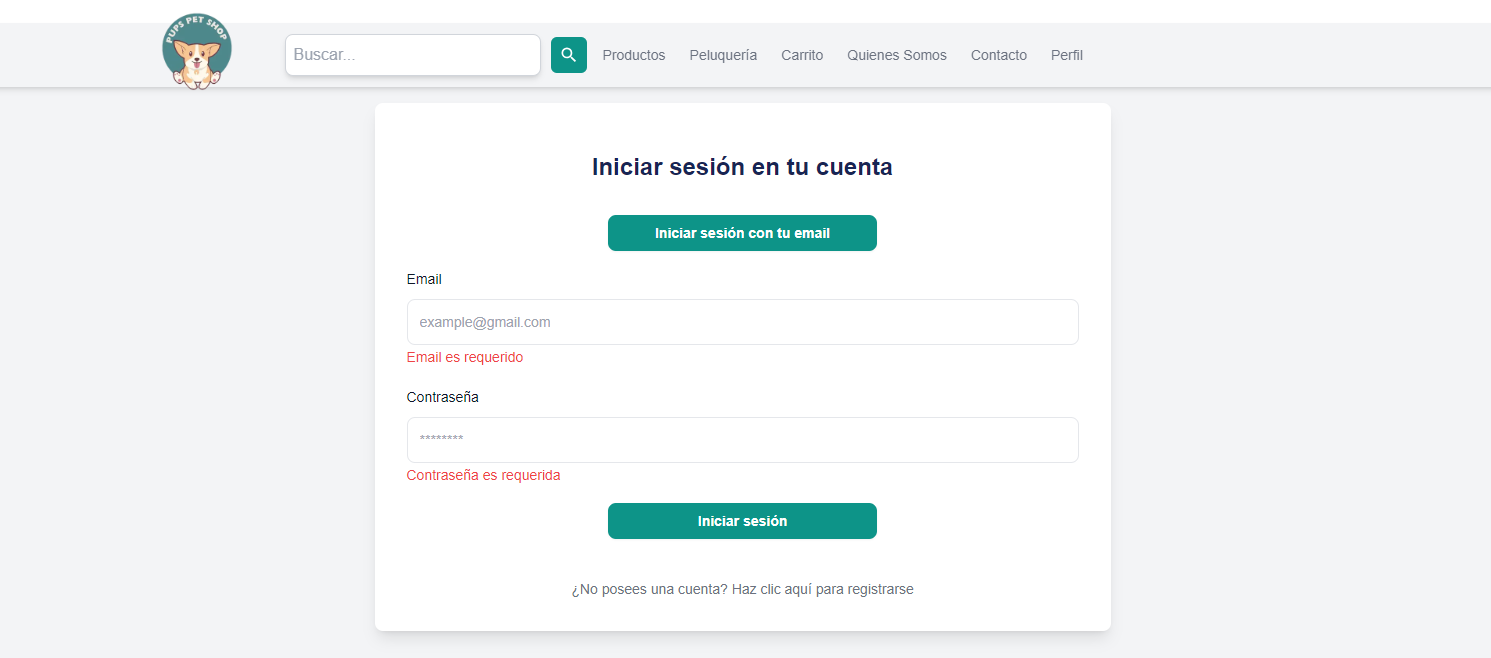 PUPS PET SHOP
Buscar...
Productos
Peluquería
Carrito
Quienes Somos
Contacto
Perfil
Iniciar sesión en tu cuenta
Iniciar sesión con tu email
Email
example@gmail.com
Email es requerido
Contraseña
********
Contraseña es requerida
Iniciar sesión
¿No posees una cuenta? Haz clic aquí para registrarse